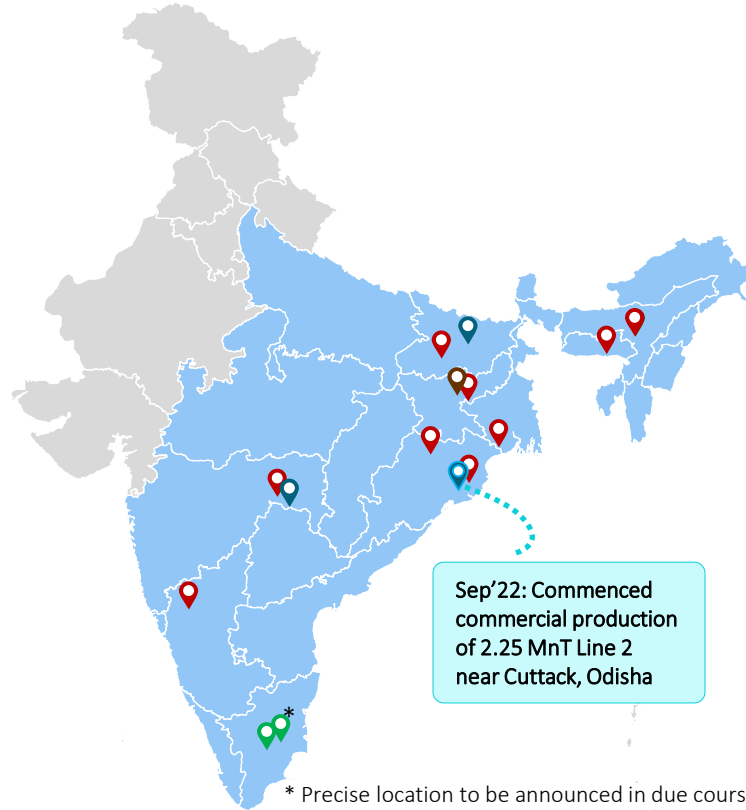 *
Sep’22: Commenced
commercial production
of 2.25 MnT Line 2
near Cuttack, Odisha
* Precise location to be announced in due cours